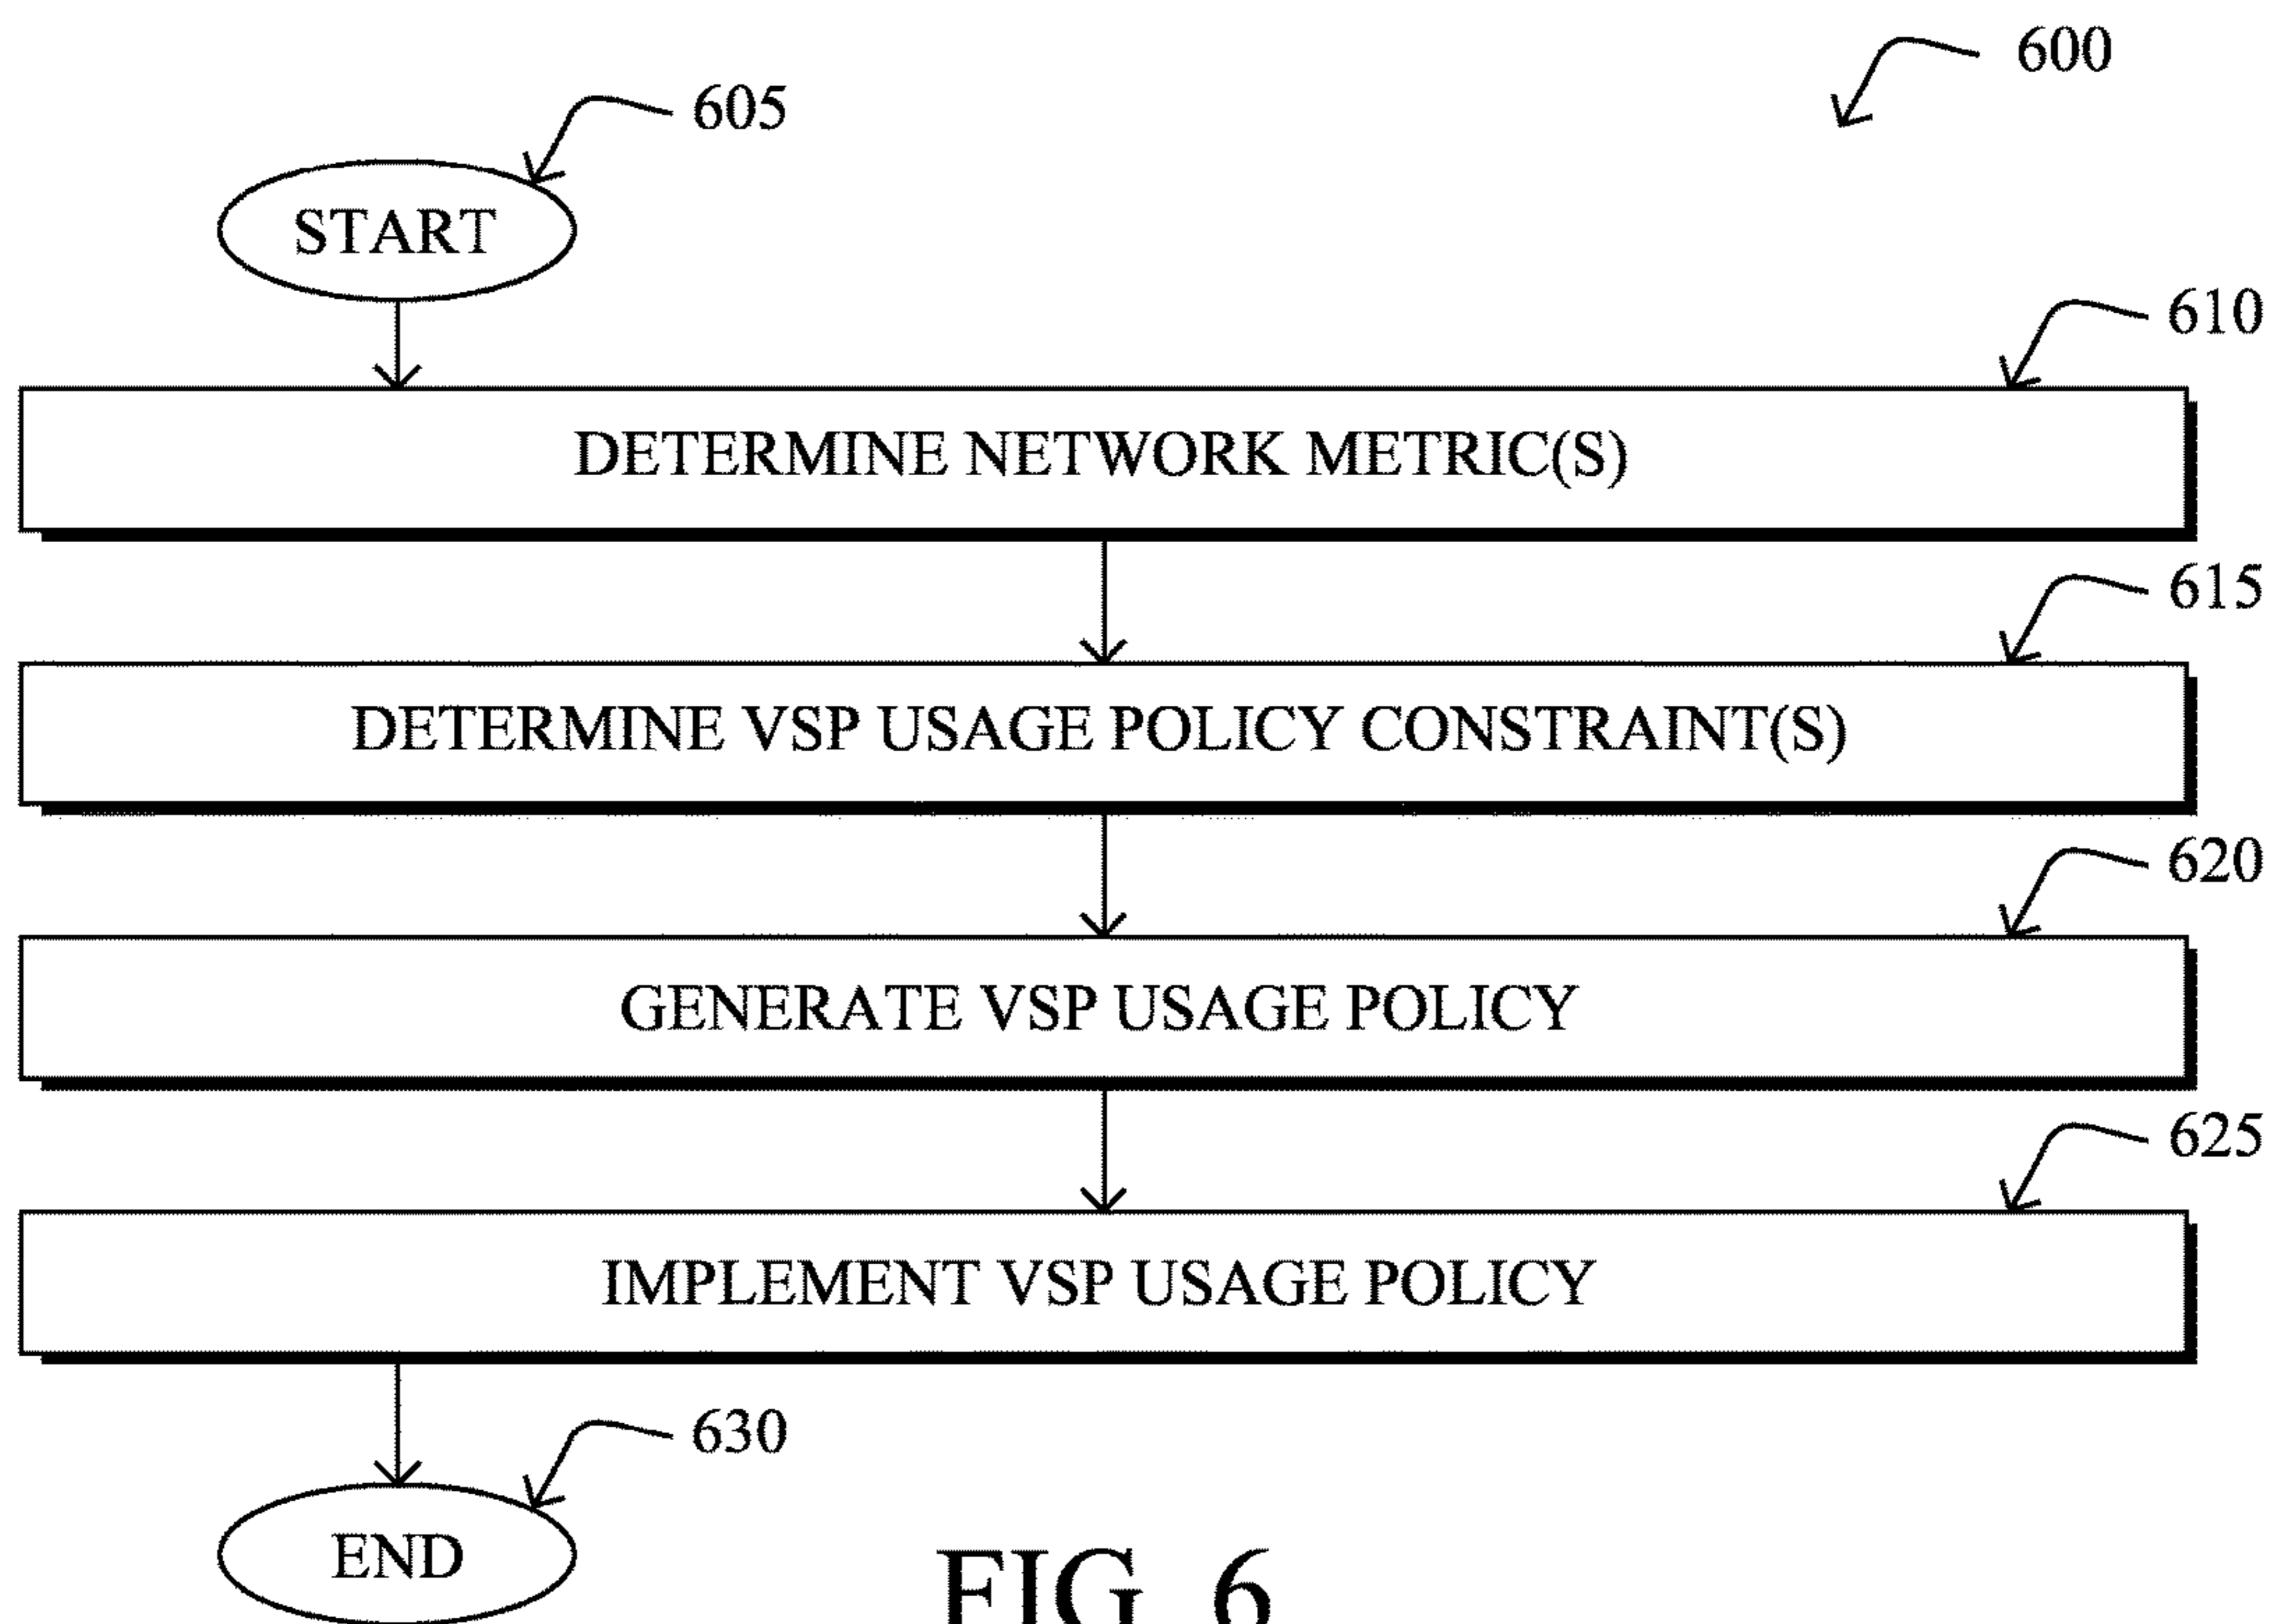 600
605
START
610
DETERMINE NETWORK METRIC(S)
615
DETERMINE VSP USAGE POLICY CONSTRAINT(S)
620
GENERATE VSP USAGE POLICY
625
IMPLEMENT VSP USAGE POLICY
630
END
FIG. 6